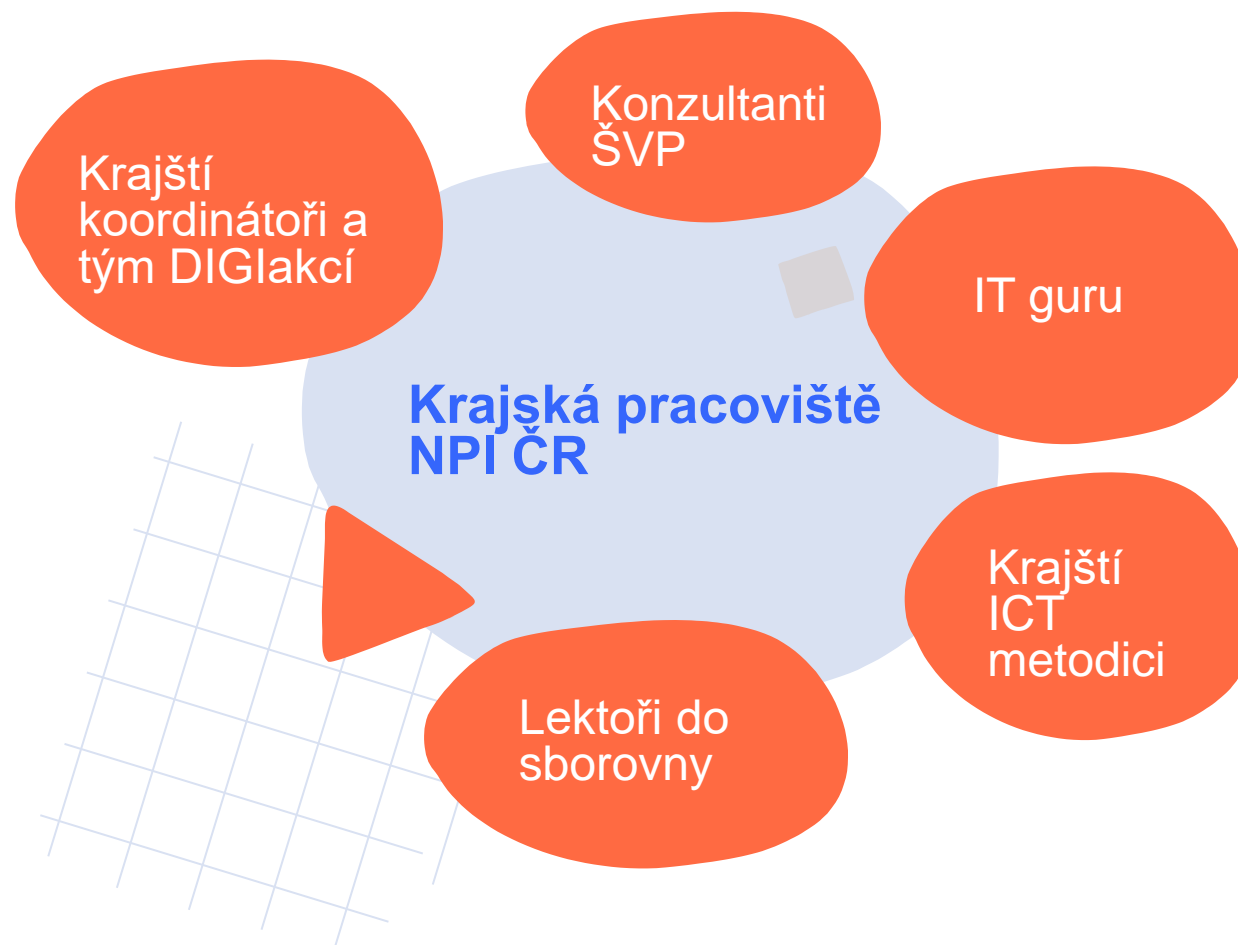 Konzultanti
ŠVP
Krajští
koordinátoři a
tým DIGIakcí
IT guru
Krajská pracoviště
NPI ČR
Krajští
ICT
metodici
Lektoři do
sborovny